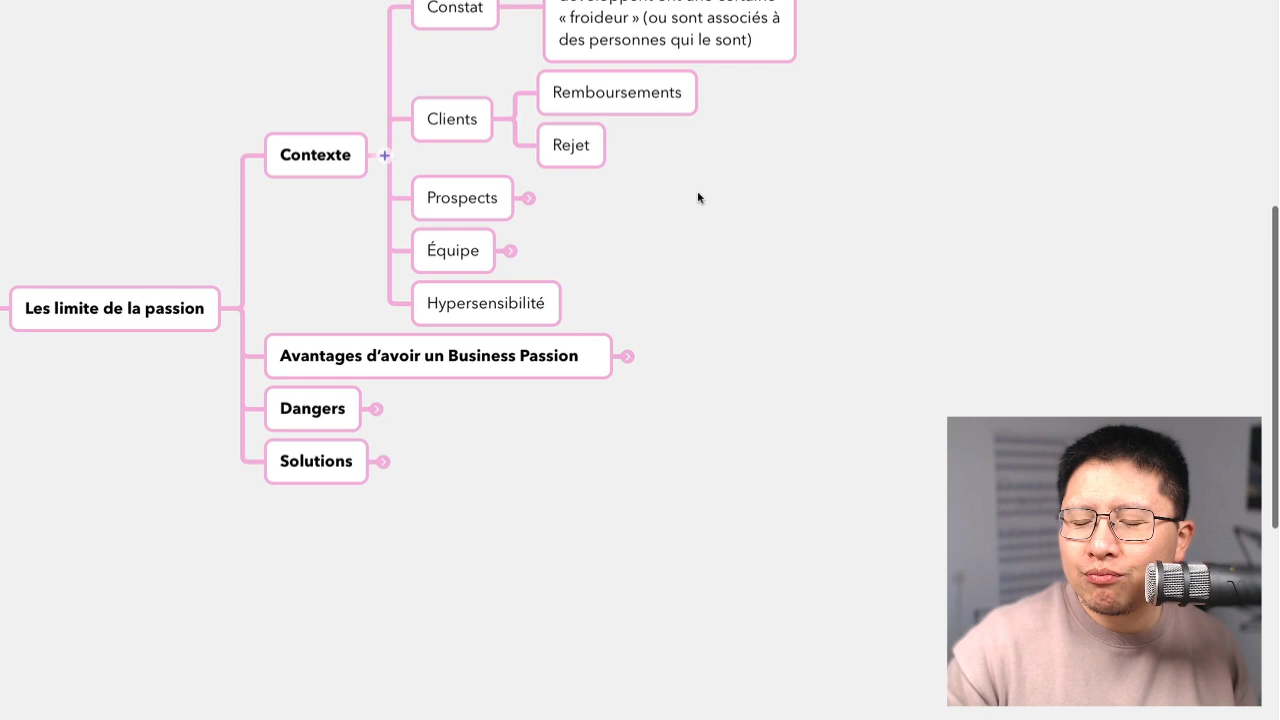 Constat
« froideur » (ou sont associés à
des personnes qui le sont)
Remboursements
Clients
Rejet
Contexte
Prospects
Équipe
Hypersensibilité
Les limite de la passion
Avantages d’avoir un Business Passion
Dangers
Solutions